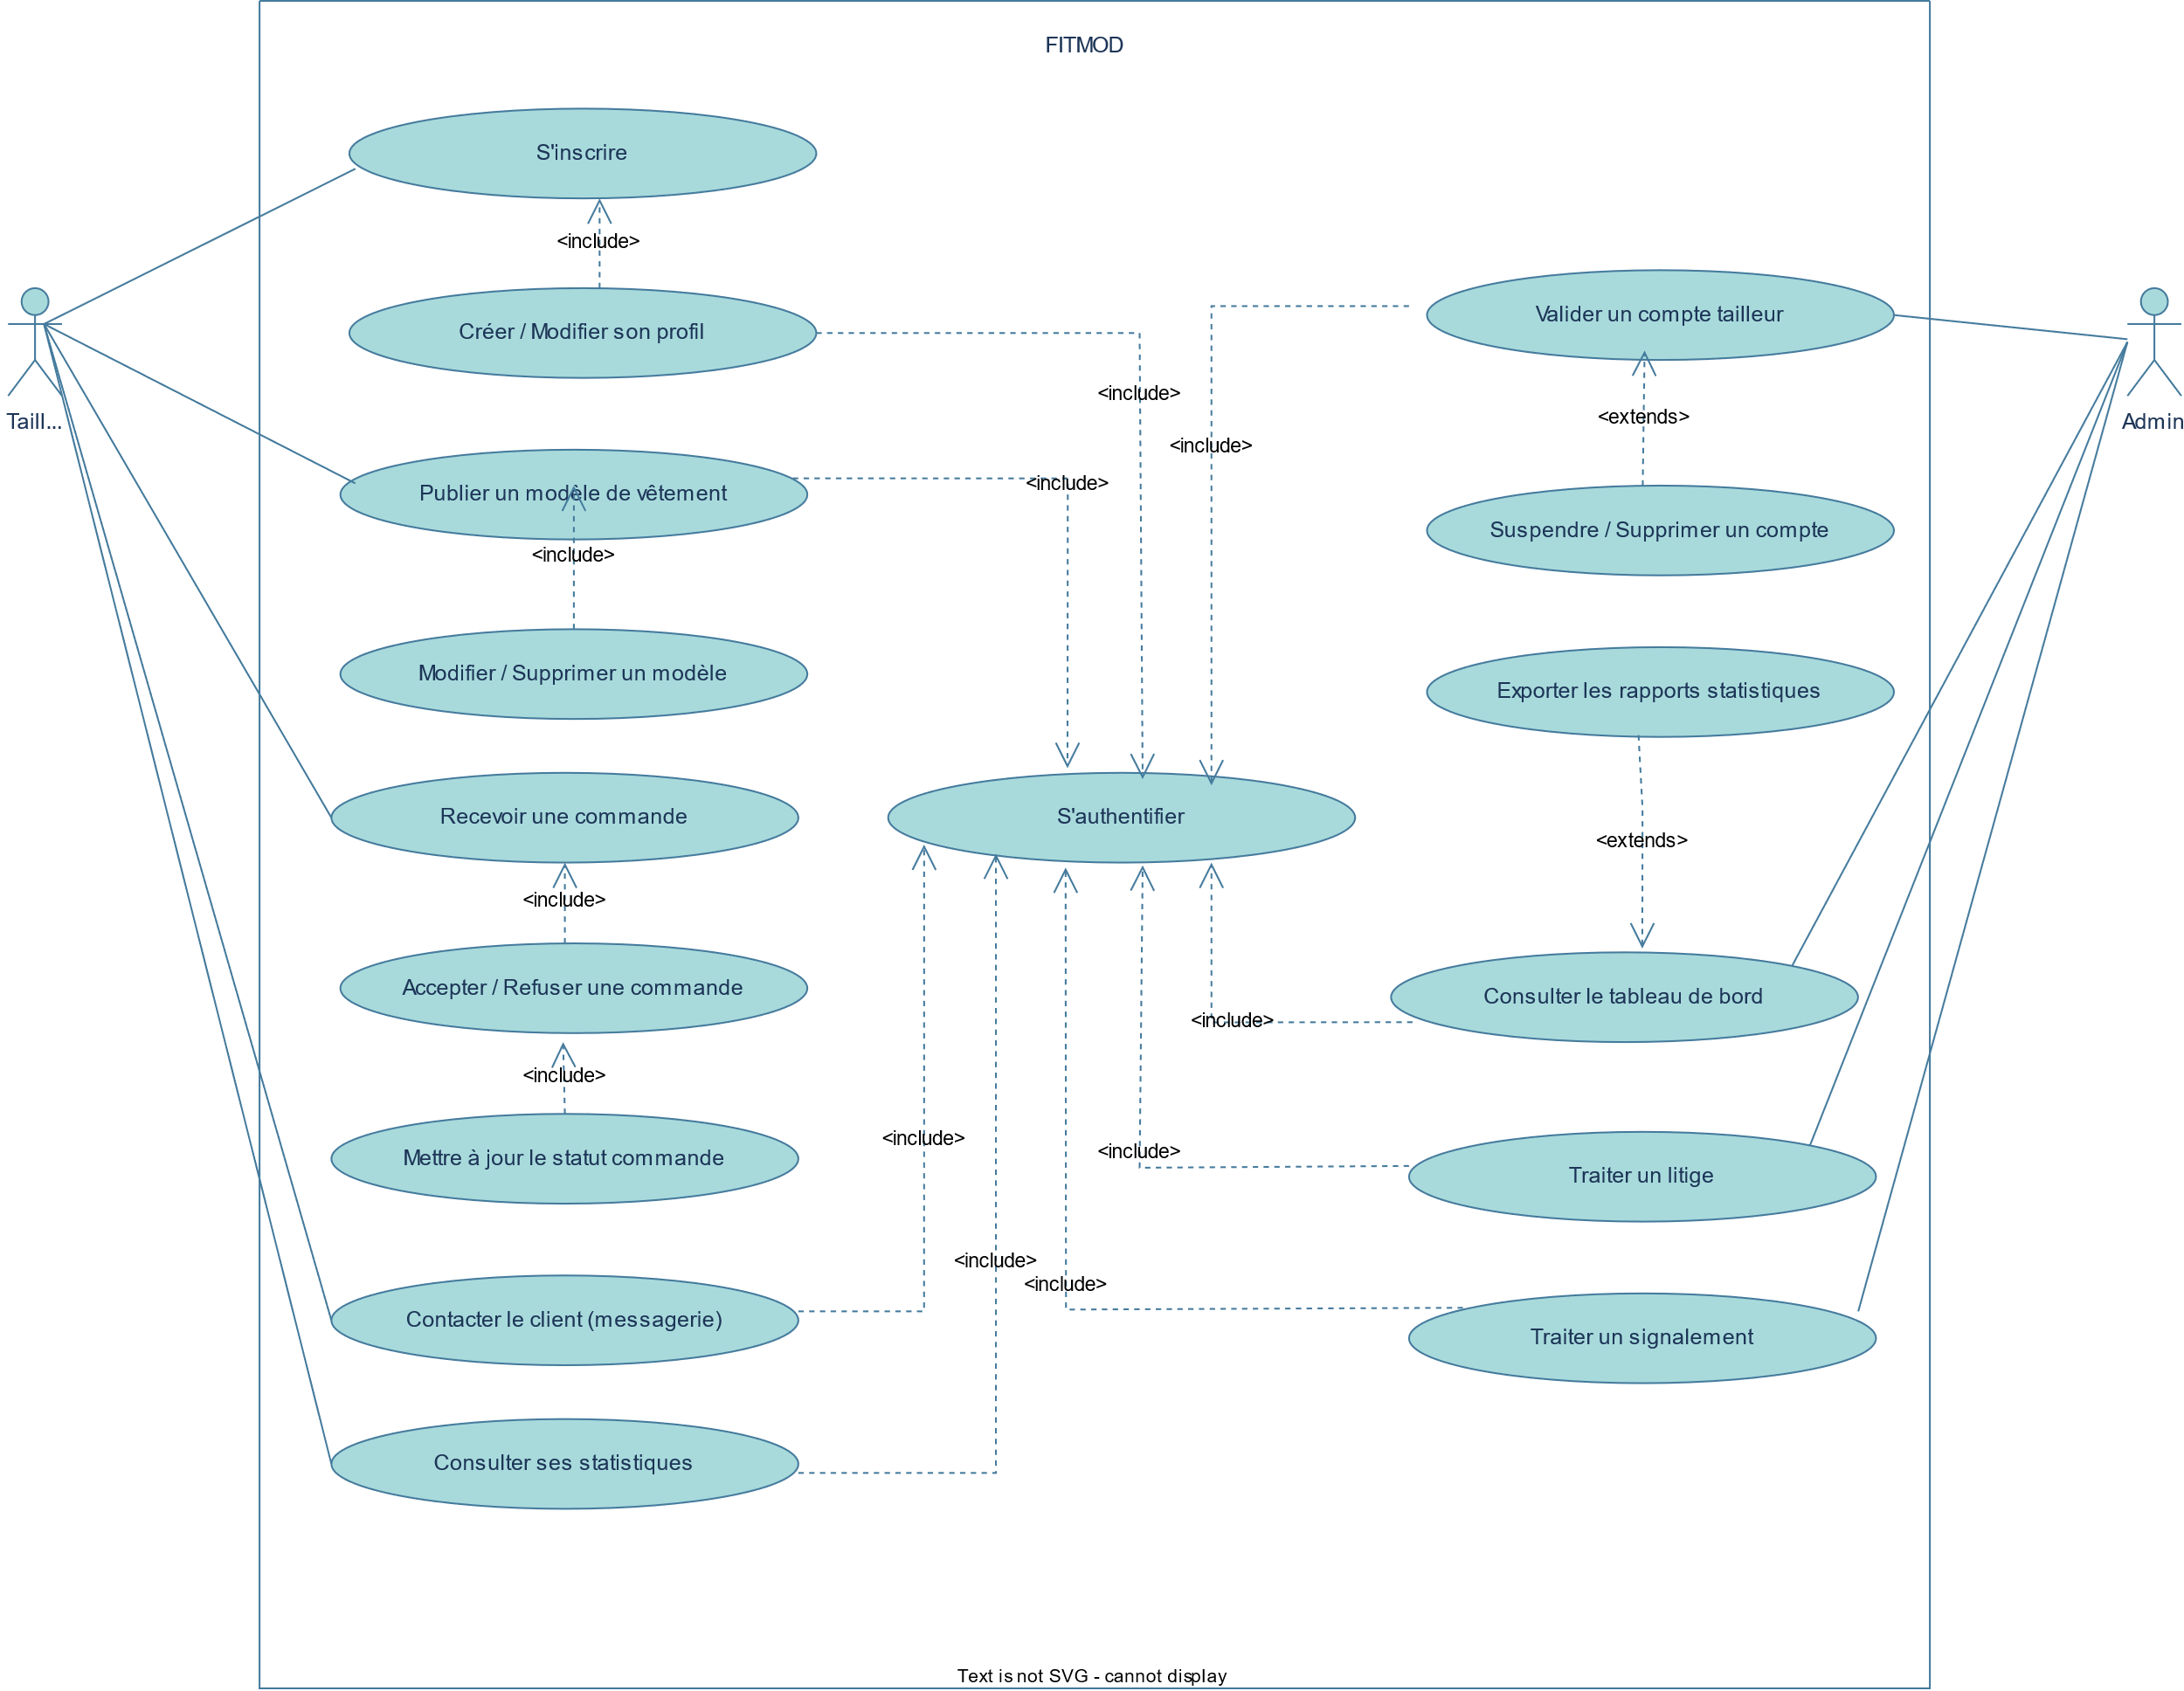 FITMOD
S'inscrire
<include>
Créer / Modifier son profil
Valider un compte tailleur
<include>
<include>
<extends>
Taill...
Admin
Publier un modèle de vêtement
<include>
<include>
Suspendre / Supprimer un compte
Modifier / Supprimer un modèle
Exporter les rapports statistiques
Recevoir une commande
S'authentifier
<extends>
<include>
Accepter / Refuser une commande
Consulter le tableau de bord
<include>
<include>
Mettre à jour le statut commande
<include>
<include>
Traiter un litige
<include>
<include>
Contacter le client (messagerie)
Traiter un signalement
Consulter ses statistiques
Text is not SVG - cannot display